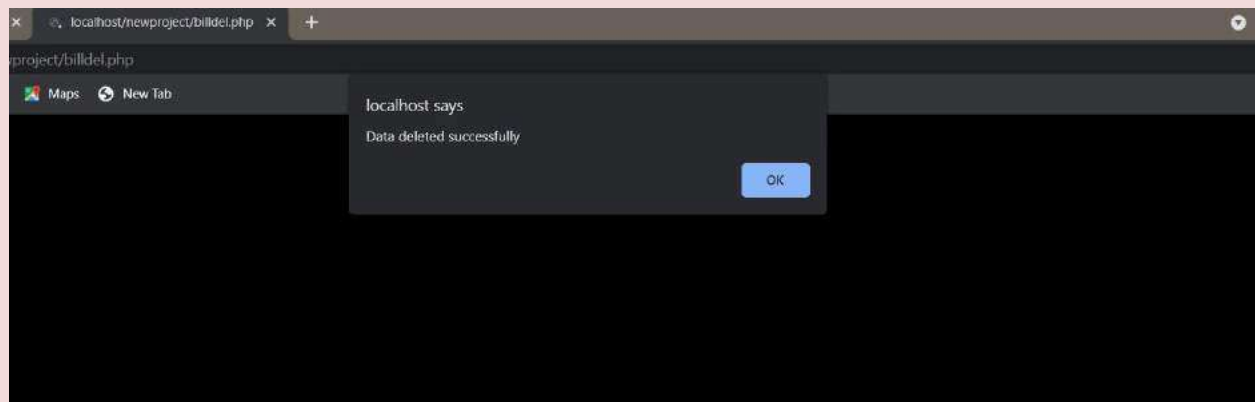 localhost/newproject/billdel.php
project/billdel.php
Maps New Tab
localhost says
Data deleted successfully
OK